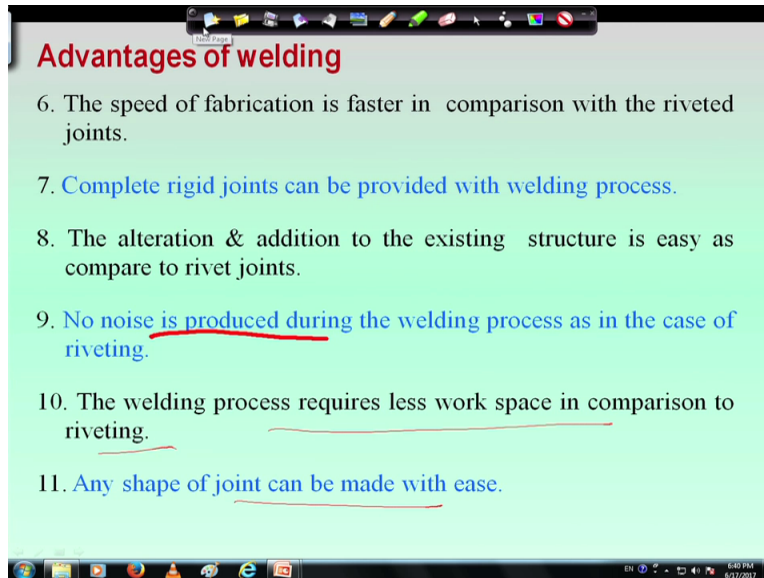 New Page
Advantages of welding
6. The speed of fabrication is faster in comparison with the riveted
joints.
7. Complete rigid joints can be provided with welding process.
8. The alteration & addition to the existing structure is easy as
compare to rivet joints.
9. No noise is produced during the welding process as in the case of
riveting.
10. The welding process requires less work space in comparison to
riveting.
11. Any shape of joint can be made with ease.
EN
6:40 PM
6/17/2017